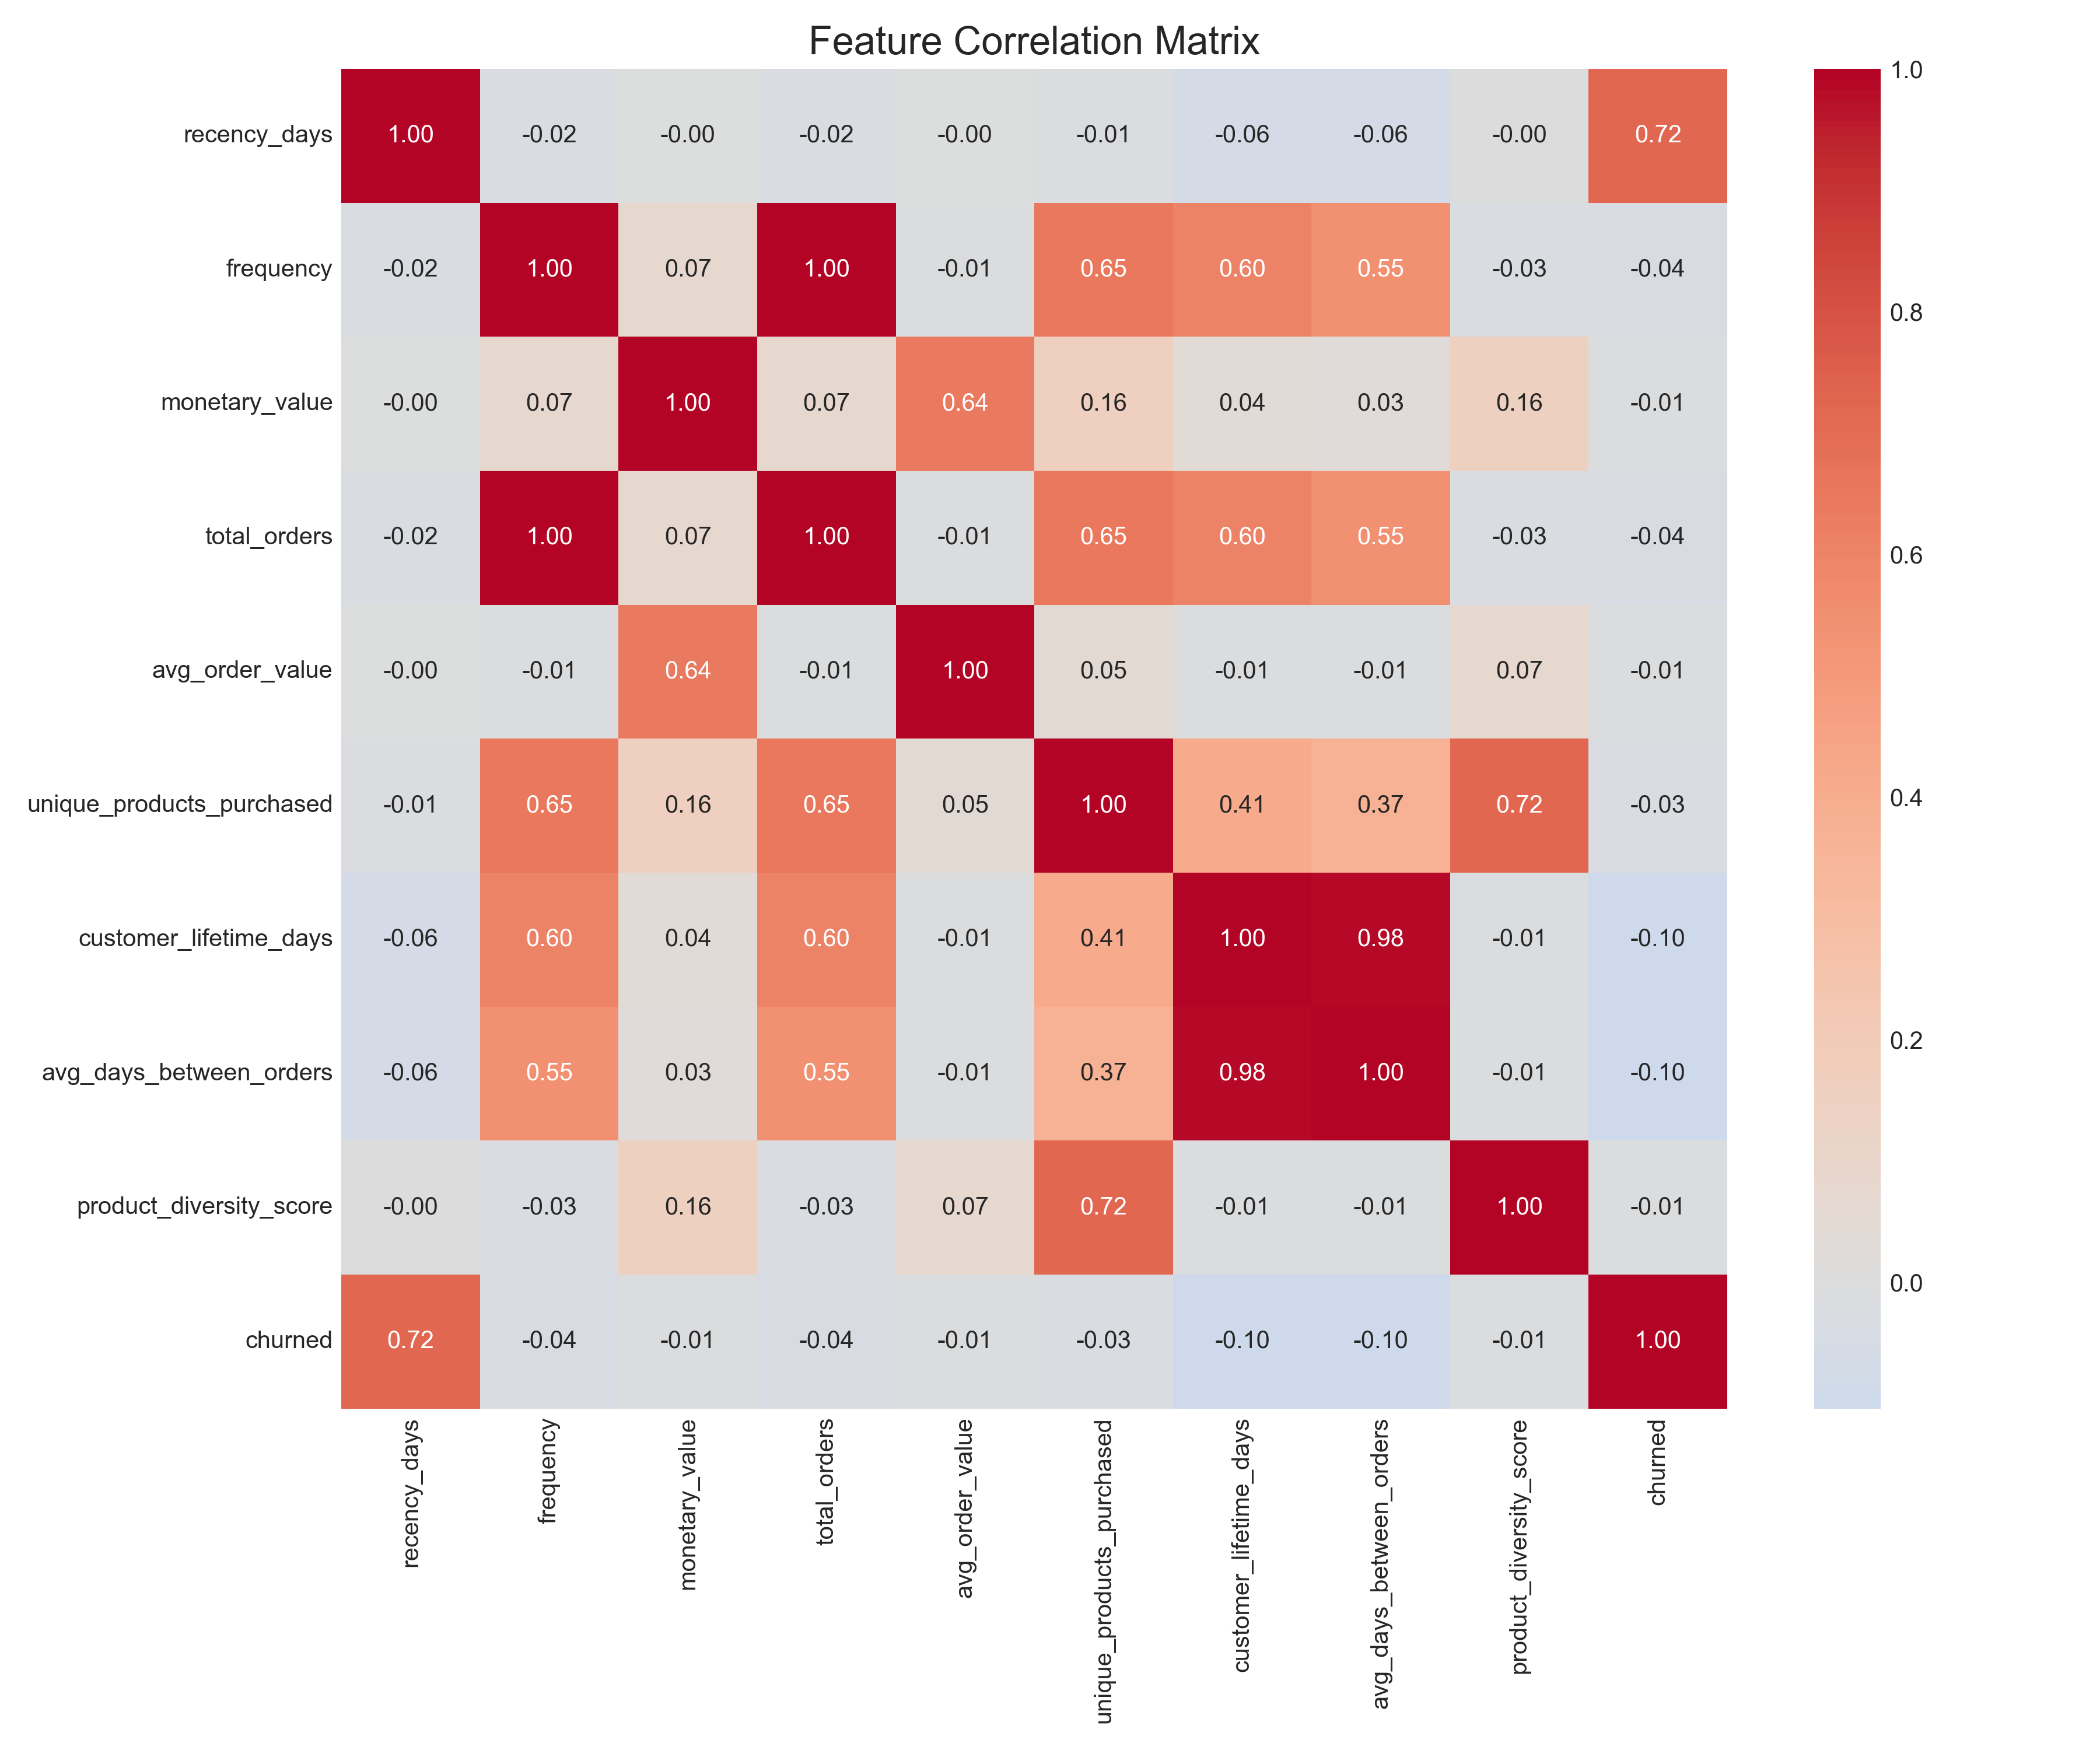 Feature Correlation Matrix
recency_days 1.00 -0.02 -0.00 -0.02 -0.00 -0.01 -0.06 -0.06 -0.00 0.72
frequency -0.02 1.00 0.07 1.00 -0.01 0.65 0.60 0.55 -0.03 -0.04
monetary_value -0.00 0.07 1.00 0.07 0.64 0.16 0.04 0.03 0.16 -0.01
total_orders -0.02 1.00 0.07 1.00 -0.01 0.65 0.60 0.55 -0.03 -0.04
avg_order_value -0.00 -0.01 0.64 -0.01 1.00 0.05 -0.01 -0.01 0.07 -0.01
unique_products_purchased -0.01 0.65 0.16 0.65 0.05 1.00 0.41 0.37 0.72 -0.03
customer_lifetime_days -0.06 0.60 0.04 0.60 -0.01 0.41 1.00 0.98 -0.01 -0.10
avg_days_between_orders -0.06 0.55 0.03 0.55 -0.01 0.37 0.98 1.00 -0.01 -0.10
product_diversity_score -0.00 -0.03 0.16 -0.03 0.07 0.72 -0.01 -0.01 1.00 -0.01
churned 0.72 -0.04 -0.01 -0.04 -0.01 -0.03 -0.10 -0.10 -0.01 1.00
recency_days
frequency
monetary_value
total_orders
avg_order_value
unique_products_purchased
customer_lifetime_days
avg_days_between_orders
product_diversity_score
churned
1.0
0.8
0.6
0.4
0.2
0.0